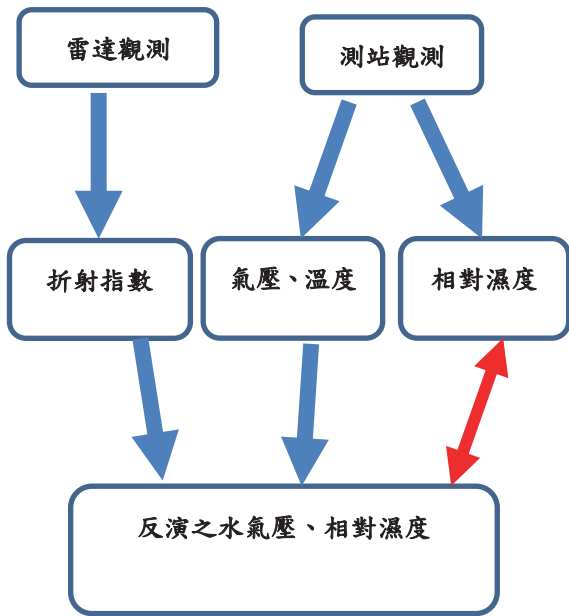 雷達觀測
測站觀測
折射指數
氣壓、溫度
相對濕度
反演之水氣壓、相對濕度